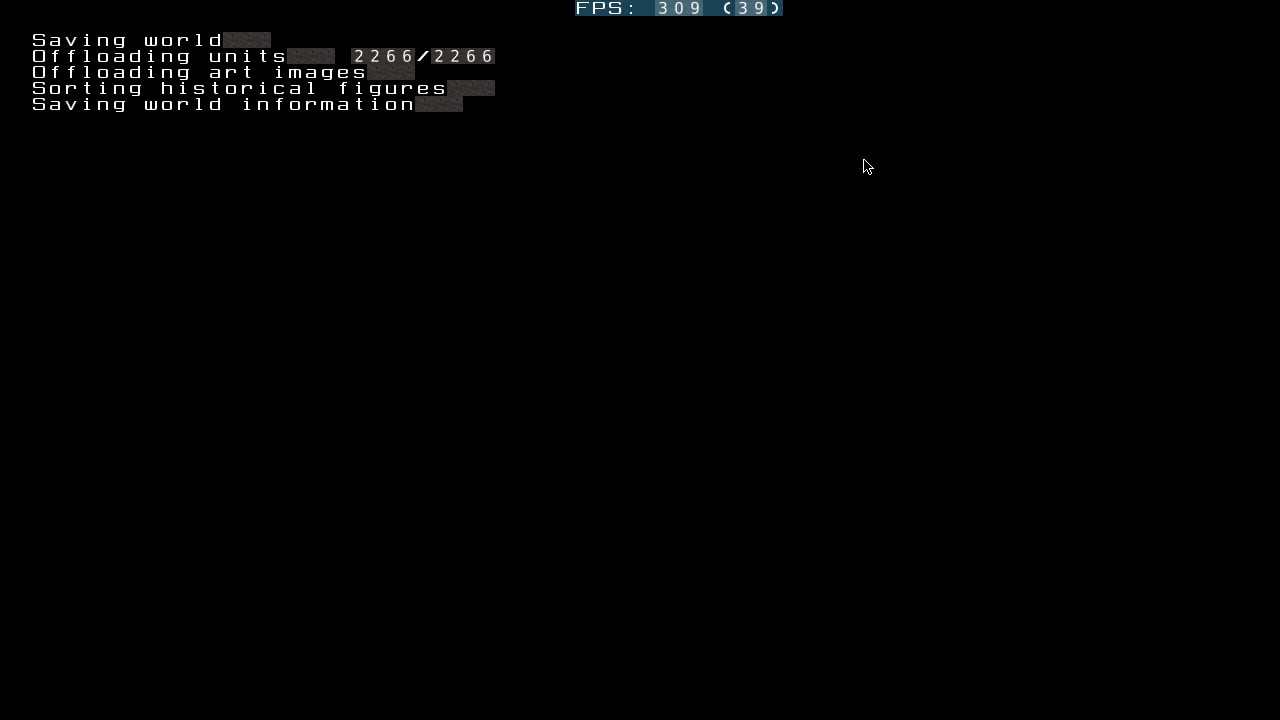 FPS: 309 (39)
Saving world
Offloading units 2266/2266
Offloading art images
Sorting historical figures
Saving world information